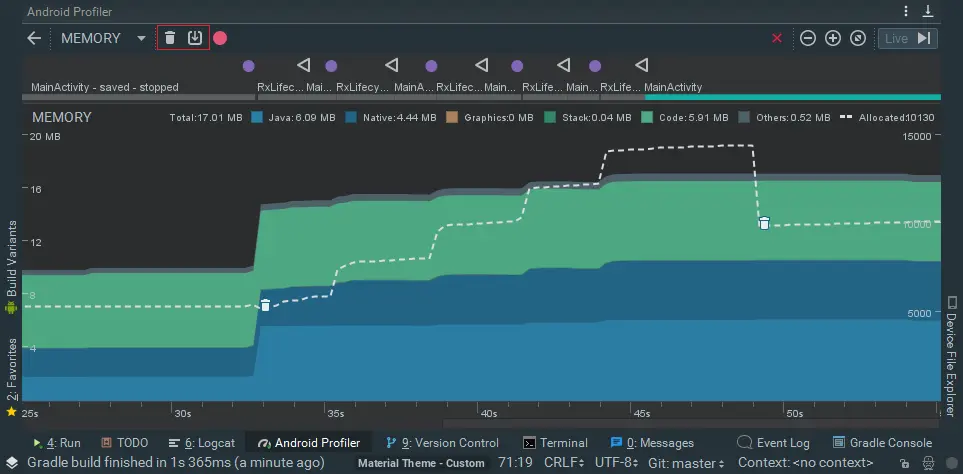 Android Profiler
MEMORY
Live
MainActivity - saved - stopped RxLifec... Mai... RxLifecy... MainA... RxLifec... Main... RxLifec... Main... RxLife... MainActivity
MEMORY Total:17.01 MB Java:6.09 MB Native:4.44 MB Graphics:0 MB Stack:0.04 MB Code:5.91 MB Others:0.52 MB Allocated:10130
20 MB 15000
16
12
10000
8
5000
4
25s 30s 35s 40s 45s 50s
Build Variants
2: Favorites
Device File Explorer
4: Run TODO 6: Logcat Android Profiler 9: Version Control Terminal 0: Messages Event Log Gradle Console
Gradle build finished in 1s 365ms (a minute ago) Material Theme - Custom 71:19 CRLF UTF-8 Git: master Context: <no context>